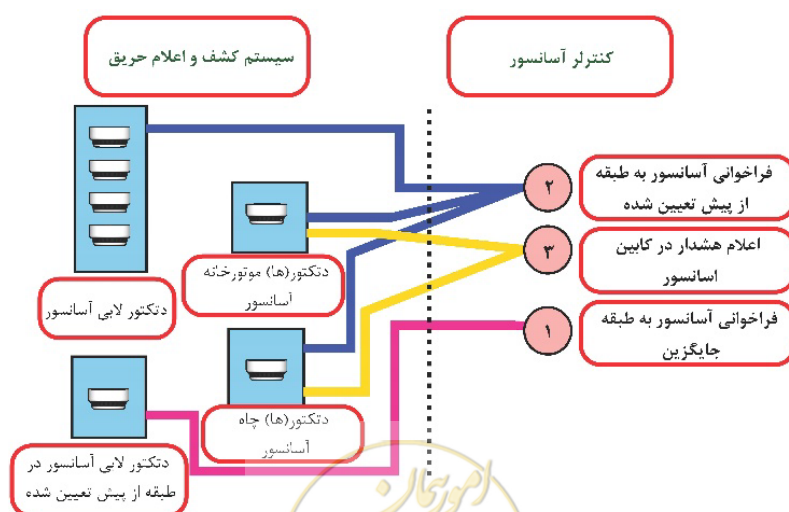 کنترلر آسانسور
سیستم کشف و اعلام حریق
۲
فراخوانی آسانسور به طبقه
از پیش تعیین شده
۳
اعلام هشدار در کابین
اسانسور
۱
فراخوانی آسانسور به طبقه
جایگزین
دتکتور(ها) موتورخانه
آسانسور
دتکتور لابی آسانسور
دتکتور(ها) چاه
آسانسور
دتکتور لابی آسانسور در
طبقه از پیش تعیین شده